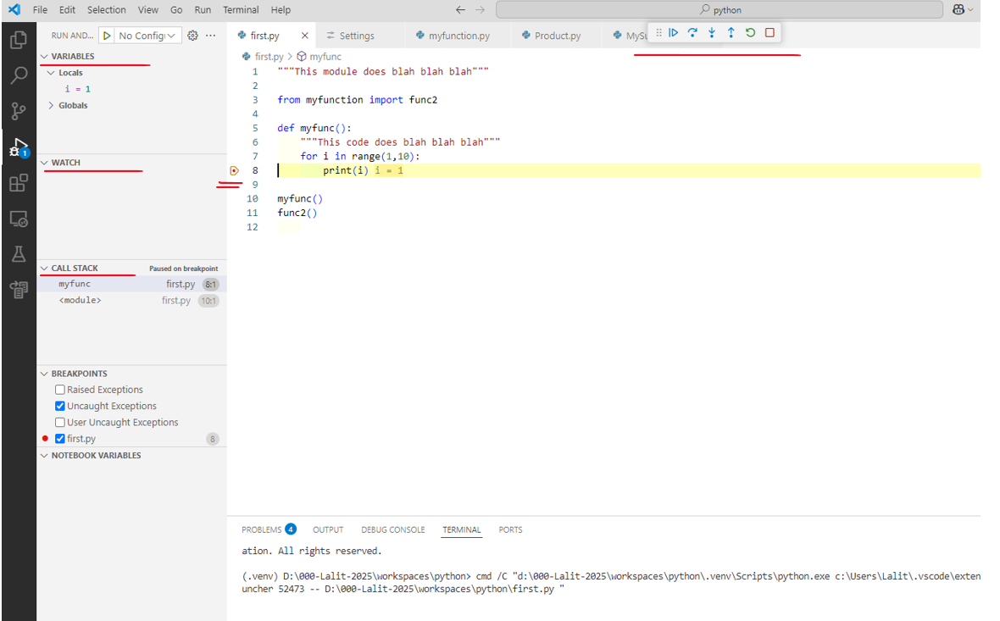 File Edit Selection View Go Run Terminal Help
python
RUN AND... No Config
first.py
Settings
myfunction.py
Product.py
first.py > myfunc
VARIABLES
Locals
i = 1
Globals
WATCH
CALL STACK Paused on breakpoint
myfunc first.py 8:1
<module> first.py 10:1
BREAKPOINTS
Raised Exceptions
Uncaught Exceptions
User Uncaught Exceptions
first.py 8
NOTEBOOK VARIABLES
1
1 """This module does blah blah blah"""
2
3 from myfunction import func2
4
5 def myfunc():
6 """This code does blah blah blah"""
7 for i in range(1,10):
8 print(i) i = 1
9
10 myfunc()
11 func2()
12
PROBLEMS 4 OUTPUT DEBUG CONSOLE TERMINAL PORTS
ation. All rights reserved.
(.venv) D:\000-Lalit-2025\workspaces\python> cmd /C "d:\000-Lalit-2025\workspaces\python\.venv\Scripts\python.exe c:\Users\Lalit\.vscode\exten
uncher 52473 -- D:\000-Lalit-2025\workspaces\python\first.py "